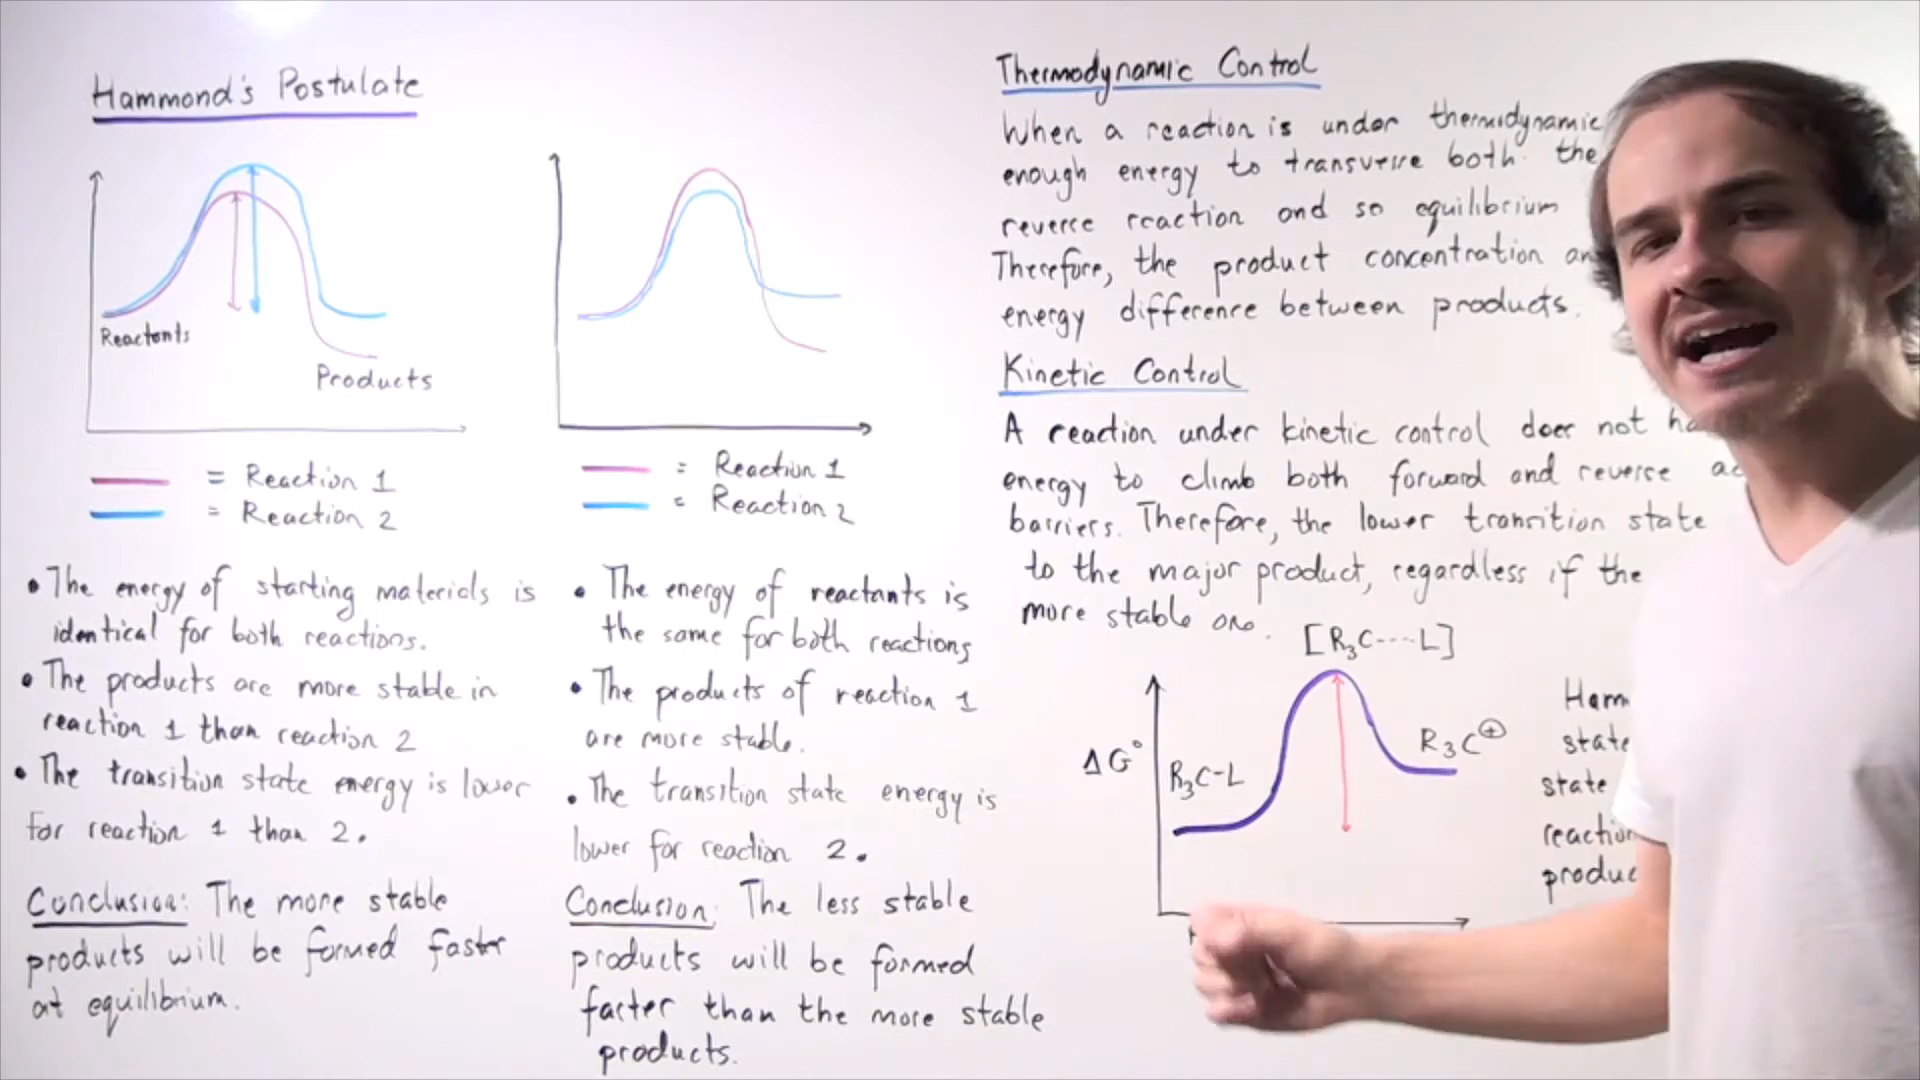 Hammond's Postulate
Reactants
Products
= Reaction 1
= Reaction 2
• The energy of starting materials is
identical for both reactions.
• The products are more stable in
reaction 1 than reaction 2
• The transition state energy is lower
for reaction 1 than 2.
Conclusion: The more stable
products will be formed faster
at equilibrium.
= Reaction 1
= Reaction 2
• The energy of reactants is
the same for both reactions
• The products of reaction 1
are more stable.
• The transition state energy is
lower for reaction 2.
Conclusion: The less stable
products will be formed
faster than the more stable
products.
Thermodynamic Control
When a reaction is under thermodynamic
enough energy to transverse both the
reverse reaction and so equilibrium
Therefore, the product concentration
energy difference between products.
Kinetic Control
A reaction under kinetic control does not
energy to climb both forward and reverse
barriers. Therefore, the lower transition state
to the major product, regardless if the
more stable one.
[R₃C----L]
ΔG°
R₃C-L
R₃C⊕
Ham
state
state
reaction
produc